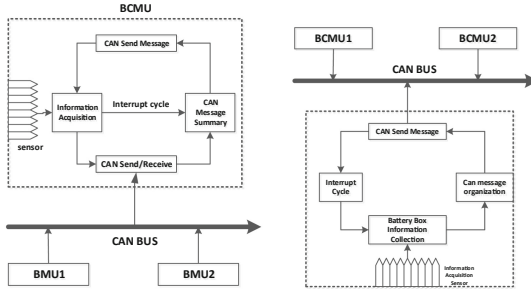 BCMU
CAN Send Message
Information
Acquisition
Interrupt cycle
CAN
Message
Summary
sensor
CAN Send/Receive
CAN BUS
BMU1
BMU2
BCMU1
BCMU2
CAN BUS
CAN Send Message
Interrupt
Cycle
Can message
organization
Battery Box
Information
Collection
Information
Acquisition
Sensor